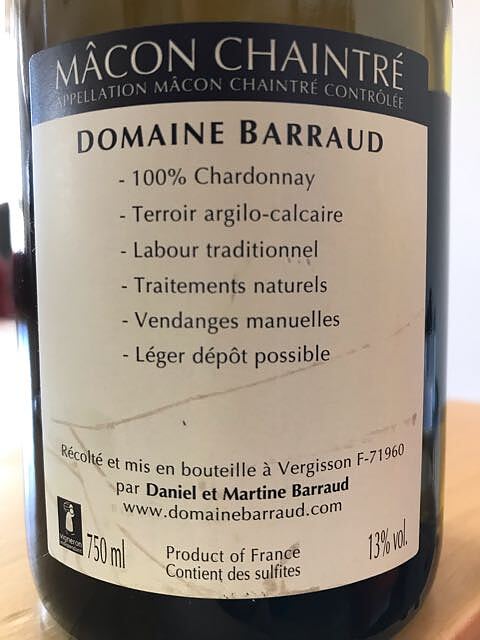 MÂCON CHAINTRÉ
APPELLATION MÂCON CHAINTRÉ CONTRÔLÉE
DOMAINE BARRAUD
- 100% Chardonnay
- Terroir argilo-calcaire
- Labour traditionnel
- Traitements naturels
- Vendanges manuelles
- Léger dépôt possible
Récolté et mis en bouteille à Vergisson F-71960
par Daniel et Martine Barraud
www.domainebarraud.com
vigneron
750 ml
Product of France
Contient des sulfites
13% vol.